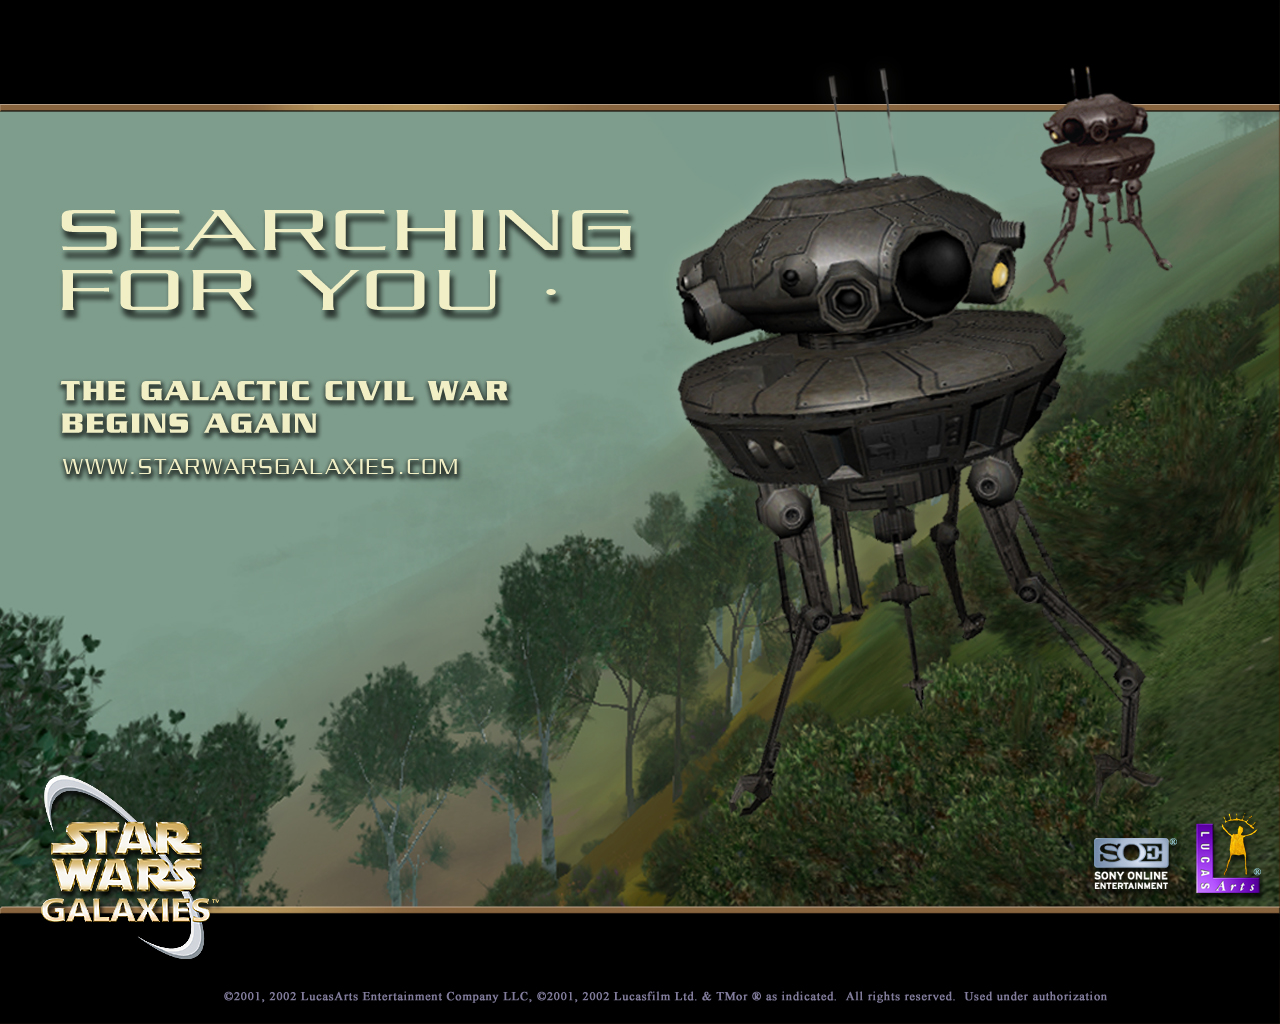 SEARCHING
FOR YOU .
THE GALACTIC CIVIL WAR
BEGINS AGAIN
WWW.STARWARSGALAXIES.COM
STAR
WARS
GALAXIES™
SOE®
SONY ONLINE
ENTERTAINMENT
LUCAS
Arts®
©2001, 2002 LucasArts Entertainment Company LLC, ©2001, 2002 Lucasfilm Ltd. & TMor ® as indicated. All rights reserved. Used under authorization